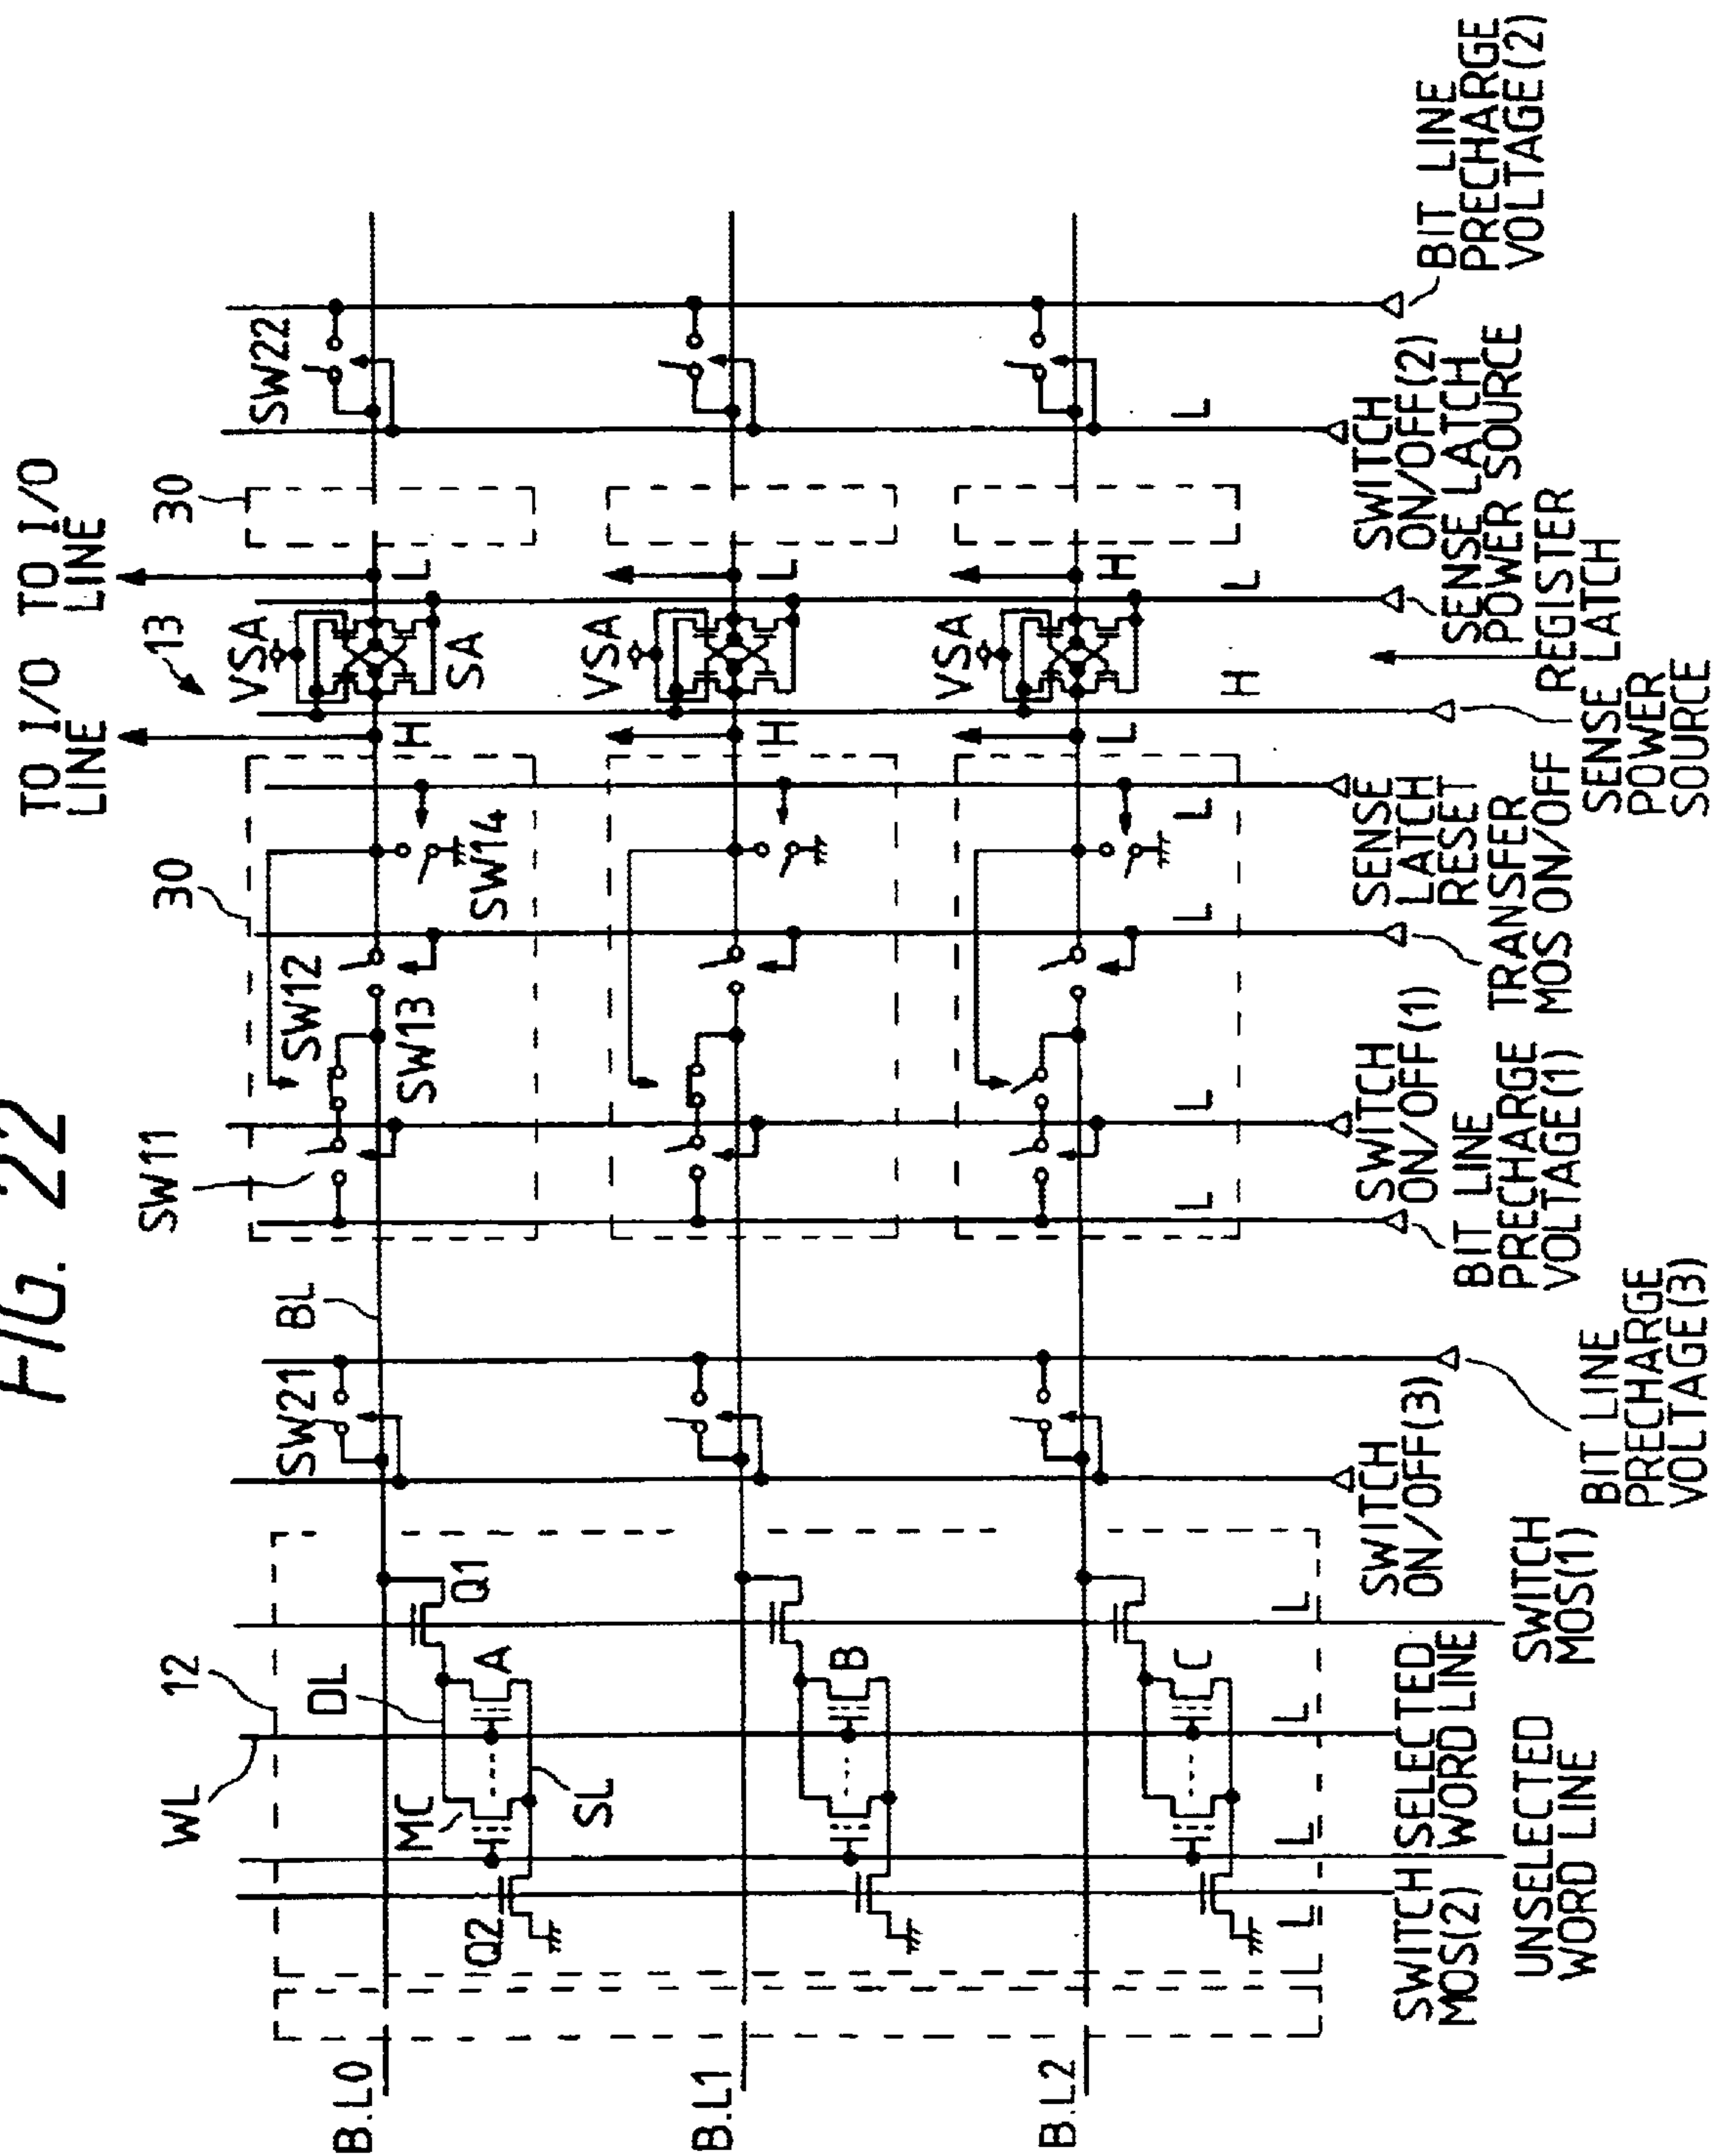 FIG. 22
TO I/O
LINE
TO I/O
LINE
13
30
30
SW11
SW12
SW13
SW14
SW21
SW22
BL
WL
12
DL
MC
SL
Q1
Q2
A
VSA
SA
H
L
B.L0
B
VSA
H
L
B.L1
C
VSA
L
H
B.L2
L
L
L
L
L
L
L
L
H
L
L
SWITCH
MOS(2)
UNSELECTED
WORD LINE
SELECTED
WORD LINE
SWITCH
MOS(1)
SWITCH
ON/OFF(3)
BIT LINE
PRECHARGE
VOLTAGE(3)
BIT LINE
PRECHARGE
VOLTAGE(1)
SWITCH
ON/OFF(1)
TRANSFER
MOS ON/OFF
SENSE
LATCH
RESET
SENSE LATCH
POWER
SOURCE
REGISTER
SENSE LATCH
POWER SOURCE
SWITCH
ON/OFF(2)
BIT LINE
PRECHARGE
VOLTAGE(2)